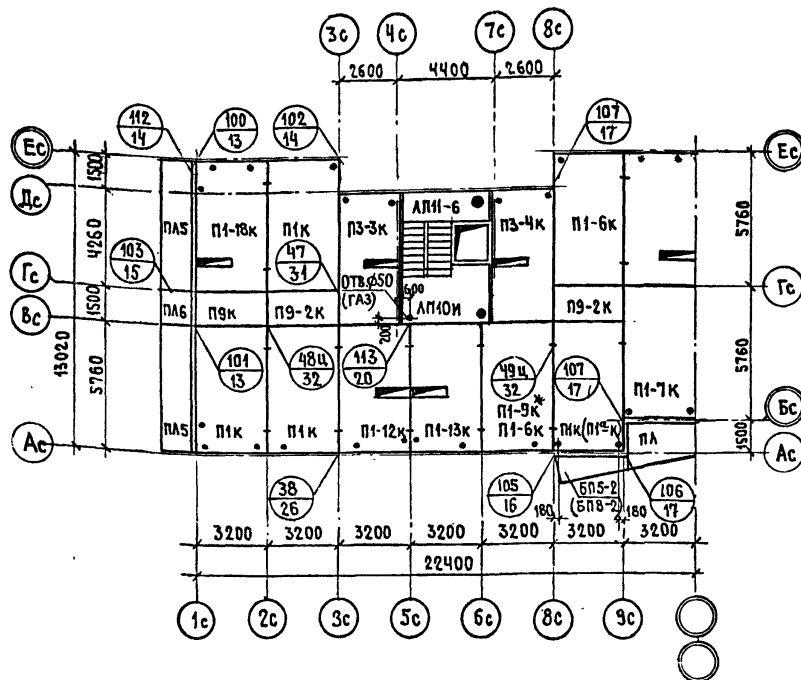 3с 4с 7с 8с
2600 4400 2600
112
14
100
13
102
14
107
17
Ес
Ес
1500
Дс
ЛП11-6
ПЛ5
П1-18к
П1к
П3-3к
П3-4к
П1-6к
4260
5760
103
15
47
31
Гс
Гс
ОТВ.ф50
(ГАЗ)
600
ЛП10И
1500
Вс
ПЛ6
П9к
П9-2к
П9-2к
200
13020
5760
5760
101
13
48ц
32
113
20
49ц
32
107
17
П1-9к*
П1-7к
Бс
ПЛ5
П1к
П1к
П1-12к
П1-13к
П1-6к
П1к(П1ª-к)
ПЛ
1500
Ас
Ас
38
26
105
16
БП5-2
(БП8-2)
106
17
180
180
3200 3200 3200 3200 3200 3200 3200
22400
1с 2с 3с 5с 6с 8с 9с